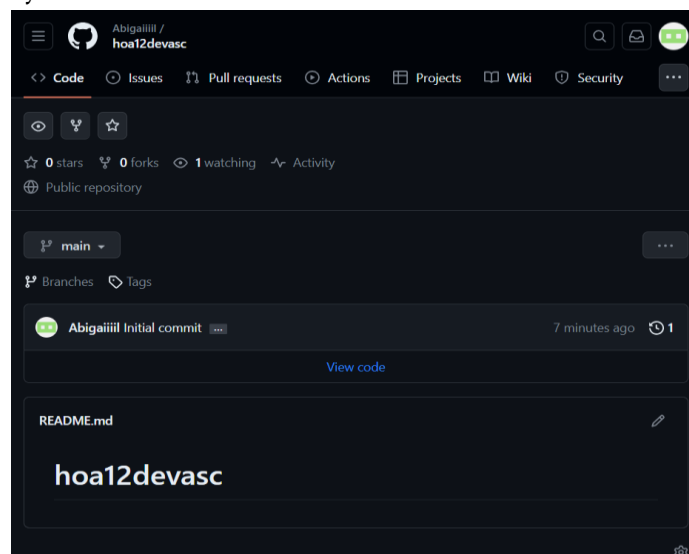 Abigaiiiil /
hoa12devasc
Code Issues Pull requests Actions Projects Wiki Security ...
0 stars 0 forks 1 watching Activity
Public repository
main ...
Branches Tags
Abigaiiiil Initial commit ... 7 minutes ago 1
View code
README.md
hoa12devasc